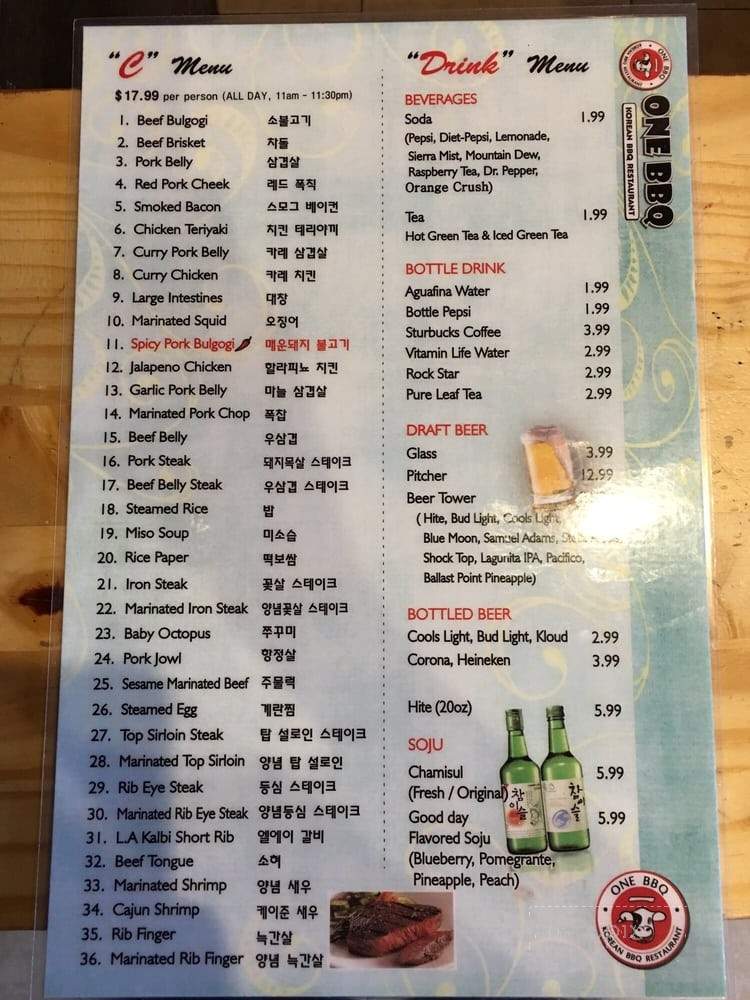 "C" Menu
$17.99 per person (ALL DAY, 11am - 11:30pm)
1. Beef Bulgogi 소불고기
2. Beef Brisket 차돌
3. Pork Belly 삼겹살
4. Red Pork Cheek 레드 폭칙
5. Smoked Bacon 스모그 베이컨
6. Chicken Teriyaki 치킨 테리야끼
7. Curry Pork Belly 카레 삼겹살
8. Curry Chicken 카레 치킨
9. Large Intestines 대창
10. Marinated Squid 오징어
11. Spicy Pork Bulgogi 매운돼지 불고기
12. Jalapeno Chicken 할라피뇨 치킨
13. Garlic Pork Belly 마늘 삼겹살
14. Marinated Pork Chop 폭찹
15. Beef Belly 우삼겹
16. Pork Steak 돼지목살 스테이크
17. Beef Belly Steak 우삼겹 스테이크
18. Steamed Rice 밥
19. Miso Soup 미소습
20. Rice Paper 떡보쌈
21. Iron Steak 꽃살 스테이크
22. Marinated Iron Steak 양념꽃살 스테이크
23. Baby Octopus 쭈꾸미
24. Pork Jowl 항정살
25. Sesame Marinated Beef 주물럭
26. Steamed Egg 계란찜
27. Top Sirloin Steak 탑 설로인 스테이크
28. Marinated Top Sirloin 양념 탑 설로인
29. Rib Eye Steak 등심 스테이크
30. Marinated Rib Eye Steak 양념등심 스테이크
31. L.A Kalbi Short Rib 엘에이 갈비
32. Beef Tongue 소혀
33. Marinated Shrimp 양념 새우
34. Cajun Shrimp 케이준 새우
35. Rib Finger 늑간살
36. Marinated Rib Finger 양념 늑간살
"Drink" Menu
BEVERAGES
Soda 1.99
(Pepsi, Diet-Pepsi, Lemonade,
Sierra Mist, Mountain Dew,
Raspberry Tea, Dr. Pepper,
Orange Crush)
Tea 1.99
Hot Green Tea & Iced Green Tea
BOTTLE DRINK
Aguafina Water 1.99
Bottle Pepsi 1.99
Sturbucks Coffee 3.99
Vitamin Life Water 2.99
Rock Star 2.99
Pure Leaf Tea 2.99
DRAFT BEER
Glass 3.99
Pitcher 12.99
Beer Tower
( Hite, Bud Light, Cools Light,
Blue Moon, Samuel Adams,
Shock Top, Lagunita IPA, Pacifico,
Ballast Point Pineapple)
BOTTLED BEER
Cools Light, Bud Light, Kloud 2.99
Corona, Heineken 3.99
Hite (20oz) 5.99
SOJU
Chamisul 5.99
(Fresh / Original)
Good day 5.99
Flavored Soju
(Blueberry, Pomegrante,
Pineapple, Peach)
참이슬
참이슬
ONE BBQ
KOREAN BBQ RESTAURANT
ONE BBQ
KOREAN BBQ RESTAURANT
ONE BBQ
KOREAN BBQ RESTAURANT